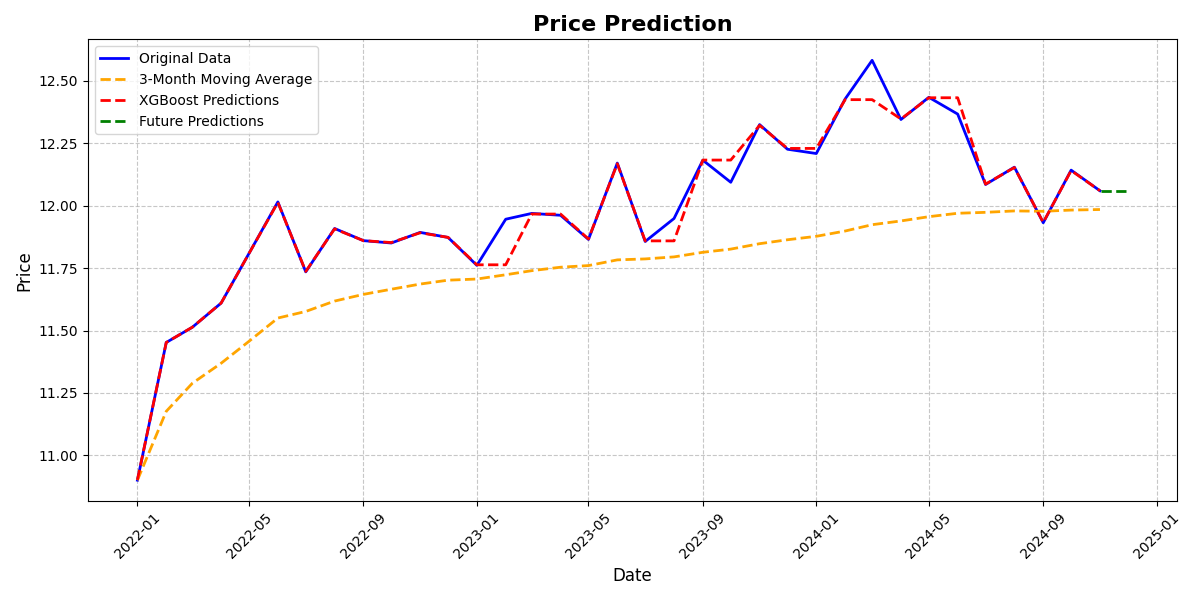 Price Prediction
Original Data
3-Month Moving Average
XGBoost Predictions
Future Predictions
Price
12.50
12.25
12.00
11.75
11.50
11.25
11.00
2022-01
2022-05
2022-09
2023-01
2023-05
2023-09
2024-01
2024-05
2024-09
2025-01
Date